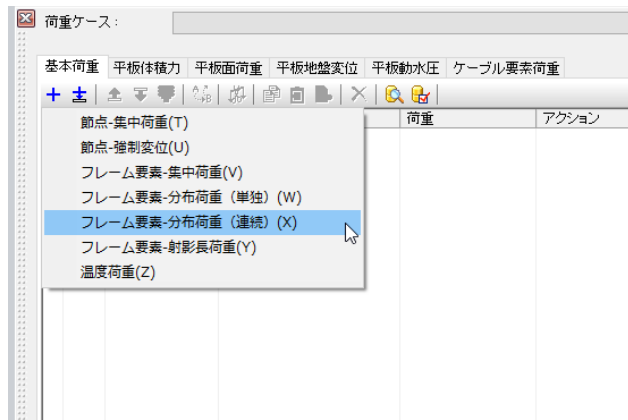 荷重ケース：
基本荷重 平板体積力 平板面荷重 平板地盤変位 平板動水圧 ケーブル要素荷重
荷重 アクション
節点-集中荷重(T)
節点-強制変位(U)
フレーム要素-集中荷重(V)
フレーム要素-分布荷重（単独）(W)
フレーム要素-分布荷重（連続）(X)
フレーム要素-射影長荷重(Y)
温度荷重(Z)